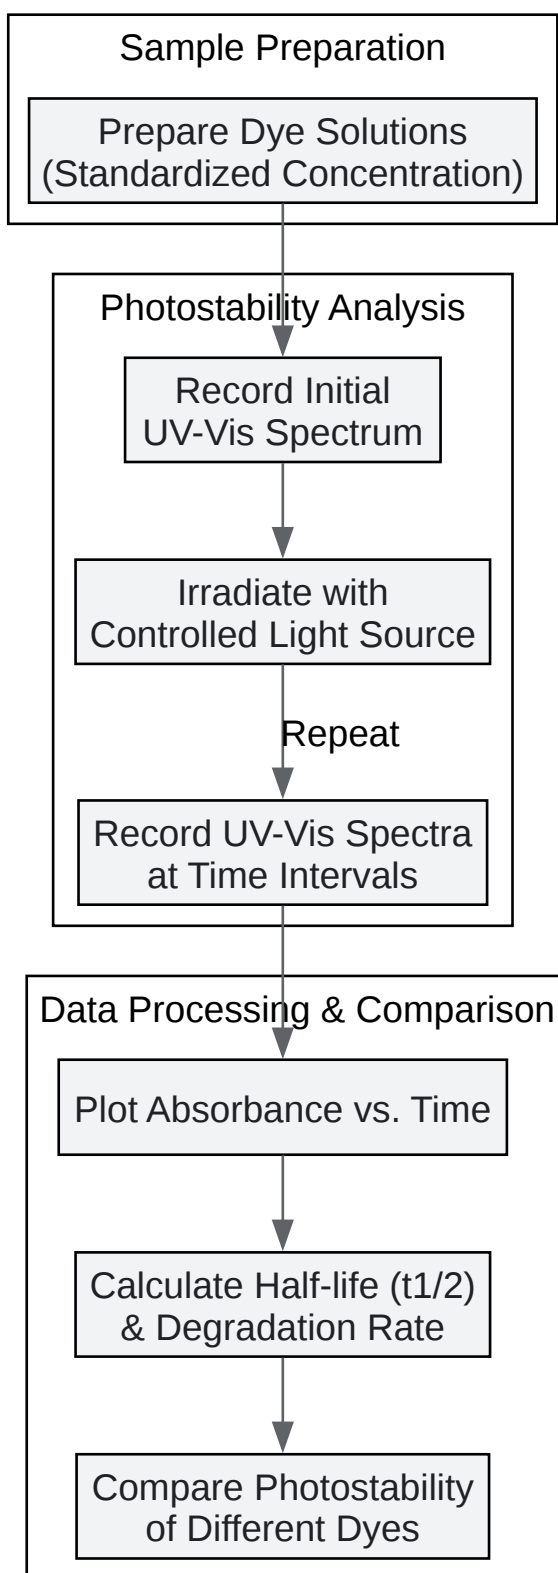 Sample Preparation
Prepare Dye Solutions
(Standardized Concentration)
Photostability Analysis
Record Initial
UV-Vis Spectrum
Irradiate with
Controlled Light Source
Repeat
Record UV-Vis Spectra
at Time Intervals
Data Processing & Comparison
Plot Absorbance vs. Time
Calculate Half-life (t1/2)
& Degradation Rate
Compare Photostability
of Different Dyes